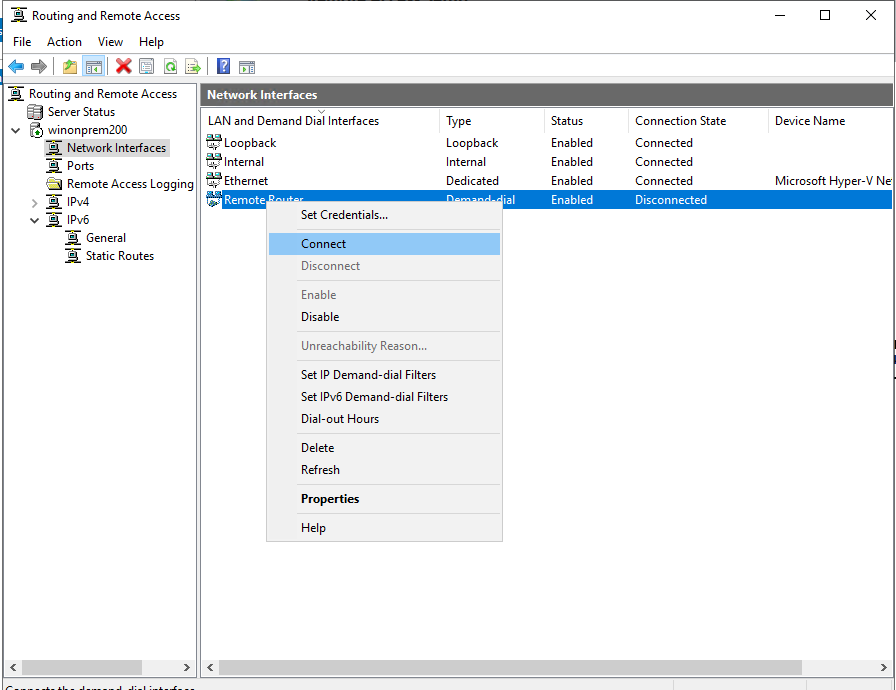 Routing and Remote Access
File Action View Help
Routing and Remote Access
Server Status
winonprem200
Network Interfaces
Ports
Remote Access Logging
IPv4
IPv6
General
Static Routes
Network Interfaces
LAN and Demand Dial Interfaces Type Status Connection State Device Name
Loopback Loopback Enabled Connected
Internal Internal Enabled Connected
Ethernet Dedicated Enabled Connected Microsoft Hyper-V Ne
Remote Router Demand-dial Enabled Disconnected
Set Credentials...
Connect
Disconnect
Enable
Disable
Unreachability Reason...
Set IP Demand-dial Filters
Set IPv6 Demand-dial Filters
Dial-out Hours
Delete
Refresh
Properties
Help
Connects the demand-dial interface